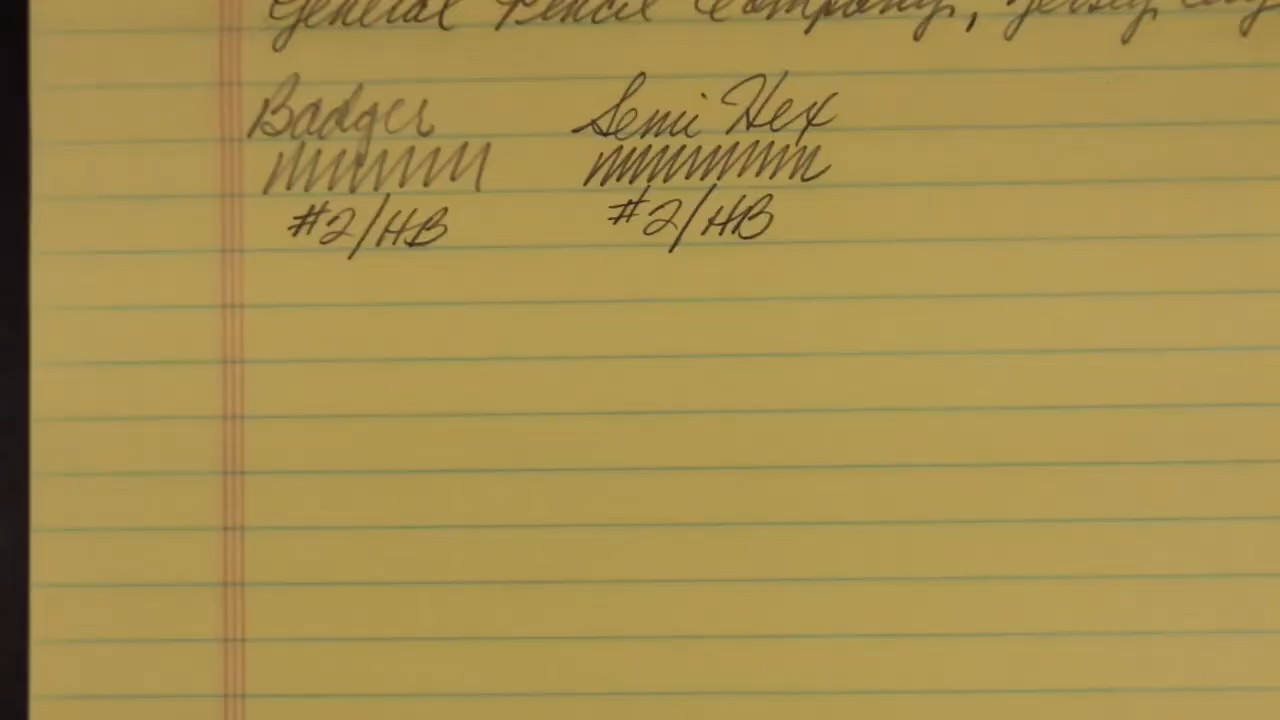 General Pencil Company, Jersey City
Badger Semi Hex
#2/HB #2/HB